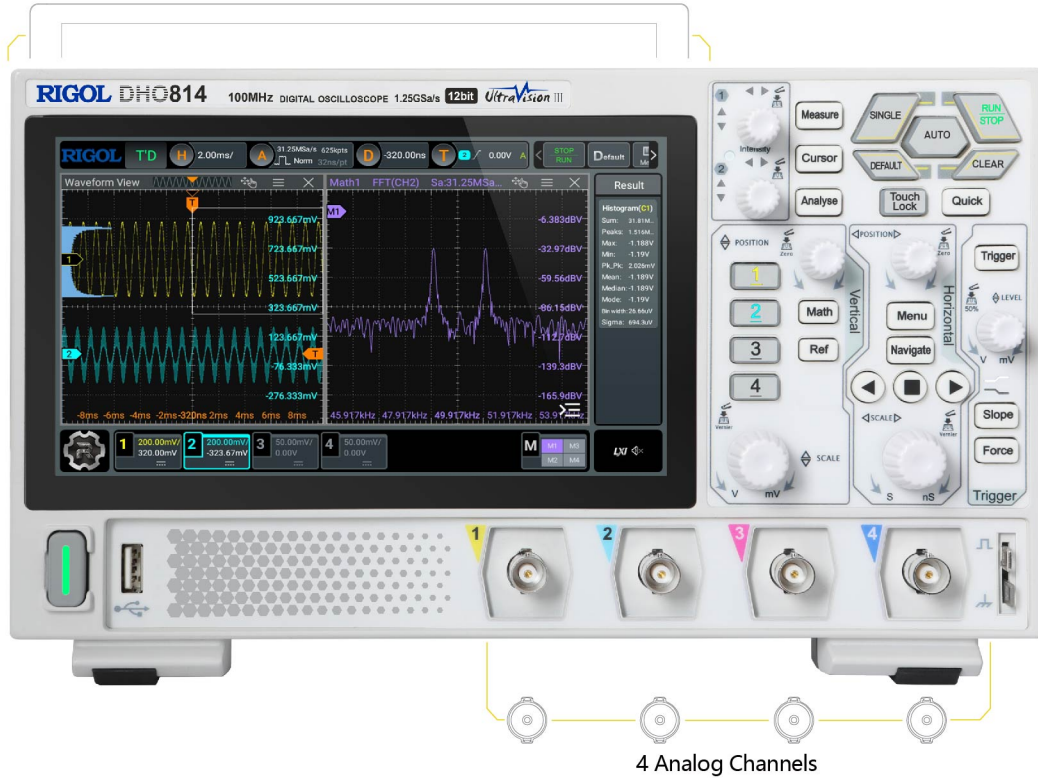 RIGOL DHO814 100MHz DIGITAL OSCILLOSCOPE 1.25GSa/s 12bit UltraVision III
RIGOL T'D H 2.00ms/ A 31.25MSa/s 625kpts Norm 32ns/pt D -320.00ns T 2 0.00V A STOP RUN Default
Waveform View
Math1 FFT(CH2) Sa:31.25MSa...
Result
T
M1
1
2
T
923.667mV
723.667mV
523.667mV
323.667mV
123.667mV
-76.333mV
-276.333mV
-8ms -6ms -4ms -2ms -320ns 2ms 4ms 6ms 8ms
-6.383dBV
-32.97dBV
-59.56dBV
-86.15dBV
-112.7dBV
-139.3dBV
-165.9dBV
45.917kHz 47.917kHz 49.917kHz 51.917kHz
Histogram(C1)
Sum: 31.81M...
Peaks: 1.516M...
Max: -1.188V
Min: -1.19V
Pk_Pk: 2.026mV
Mean: -1.189V
Median: -1.189V
Mode: -1.19V
Bin width: 26.66uV
Sigma: 694.3uV
1 200.00mV/ 320.00mV
2 200.00mV/ -323.67mV
3 50.00mV/ 0.00V
4 50.00mV/ 0.00V
M M1 M3
M2 M4
LXI
1
Intensity
2
Measure
Cursor
Analyse
SINGLE
RUN
STOP
AUTO
DEFAULT
CLEAR
Touch
Lock
Quick
POSITION
Zero
1
2
3
4
Math
Ref
Vertical
Vernier
SCALE
V mV
POSITION
Zero
Menu
Navigate
Horizontal
SCALE
Vernier
S nS
Trigger
LEVEL
50%
V mV
Slope
Force
Trigger
1
2
3
4
4 Analog Channels